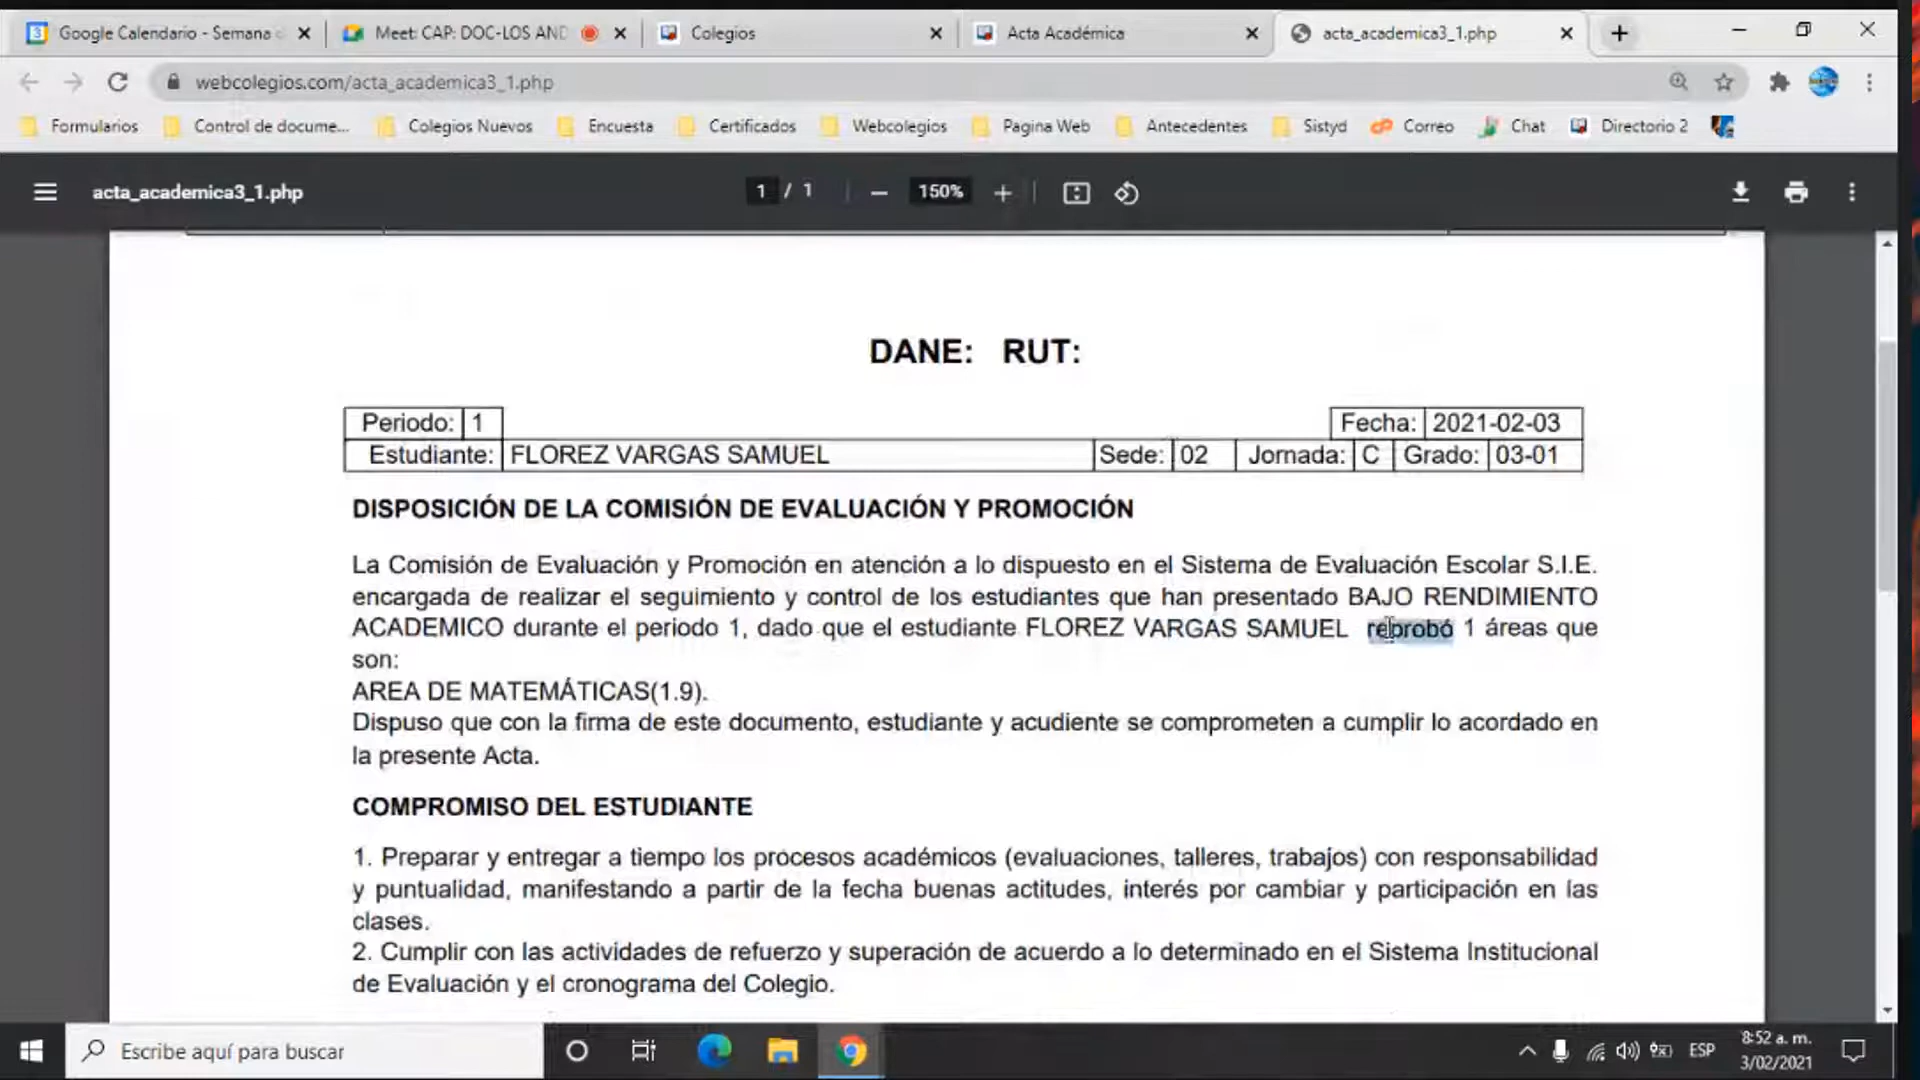 Google Calendario - Semana
Meet: CAP: DOC-LOS AND
Colegios
Acta Académica
acta_academica3_1.php
webcolegios.com/acta_academica3_1.php
Formularios
Control de docume...
Colegios Nuevos
Encuesta
Certificados
Webcolegios
Pagina Web
Antecedentes
Sistyd
Correo
Chat
Directorio 2
acta_academica3_1.php
1 / 1
150%
DANE: RUT:
Periodo: 1
Fecha: 2021-02-03
Estudiante: FLOREZ VARGAS SAMUEL Sede: 02 Jornada: C Grado: 03-01
DISPOSICIÓN DE LA COMISIÓN DE EVALUACIÓN Y PROMOCIÓN
La Comisión de Evaluación y Promoción en atención a lo dispuesto en el Sistema de Evaluación Escolar S.I.E.
encargada de realizar el seguimiento y control de los estudiantes que han presentado BAJO RENDIMIENTO
ACADEMICO durante el periodo 1, dado que el estudiante FLOREZ VARGAS SAMUEL reprobó 1 áreas que
son:
AREA DE MATEMÁTICAS(1.9).
Dispuso que con la firma de este documento, estudiante y acudiente se comprometen a cumplir lo acordado en
la presente Acta.
COMPROMISO DEL ESTUDIANTE
1. Preparar y entregar a tiempo los procesos académicos (evaluaciones, talleres, trabajos) con responsabilidad
y puntualidad, manifestando a partir de la fecha buenas actitudes, interés por cambiar y participación en las
clases.
2. Cumplir con las actividades de refuerzo y superación de acuerdo a lo determinado en el Sistema Institucional
de Evaluación y el cronograma del Colegio.
Escribe aquí para buscar
ESP
8:52 a. m.
3/02/2021